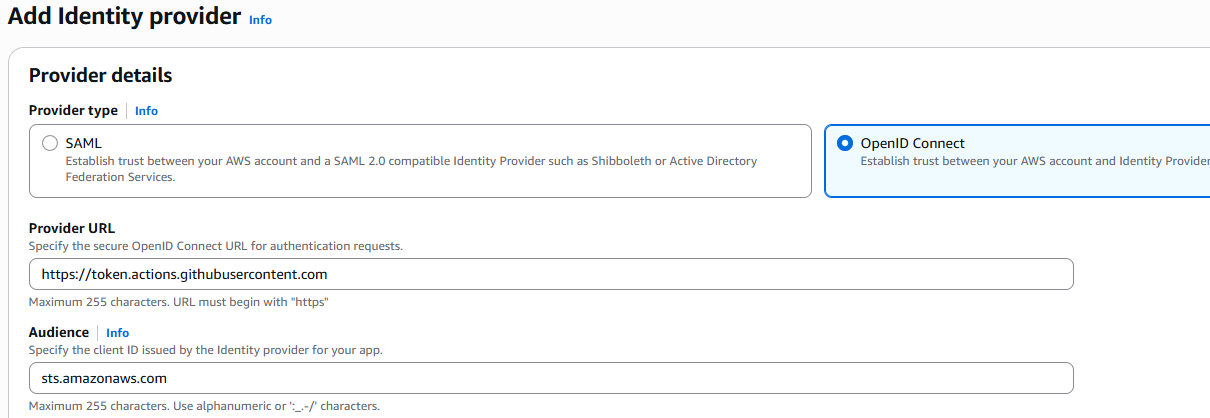 Add Identity provider Info
Provider details
Provider type Info
SAML
Establish trust between your AWS account and a SAML 2.0 compatible Identity Provider such as Shibboleth or Active Directory
Federation Services.
OpenID Connect
Establish trust between your AWS account and Identity Provider
Provider URL
Specify the secure OpenID Connect URL for authentication requests.
https://token.actions.githubusercontent.com
Maximum 255 characters. URL must begin with "https"
Audience Info
Specify the client ID issued by the Identity provider for your app.
sts.amazonaws.com
Maximum 255 characters. Use alphanumeric or ':_.-/' characters.